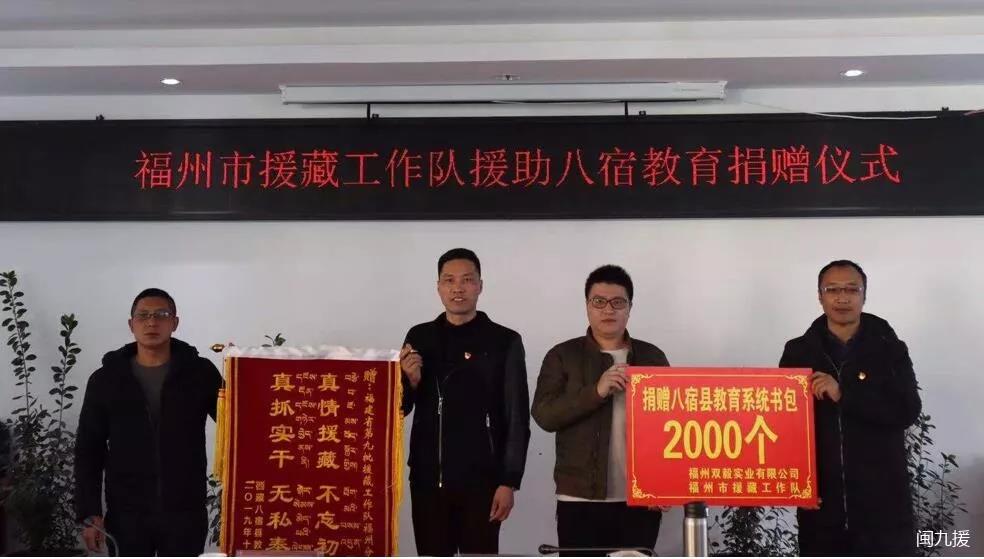 福州市援藏工作队援助八宿教育捐赠仪式
赠：福建省第九批援藏工作队福州分
真情援藏 不忘初
真抓实干 无私奉
西藏八宿县教
二〇一九年十
捐赠八宿县教育系统书包
2000个
福州双毅实业有限公司
福州市援藏工作队
闽九援